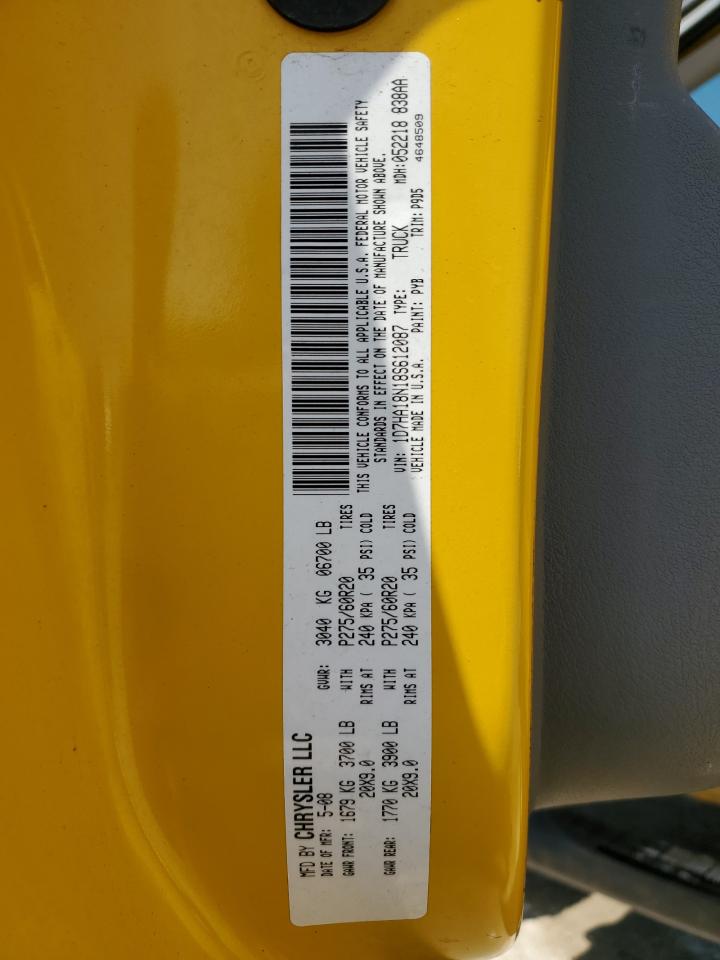 MFD BY CHRYSLER LLC
DATE OF MFR: 5-08 GVWR: 3040 KG 06700 LB
GAWR FRONT: 1679 KG 3700 LB WITH P275/60R20 TIRES
20X9.0 RIMS AT 240 KPA ( 35 PSI) COLD
GAWR REAR: 1770 KG 3900 LB WITH P275/60R20 TIRES
20X9.0 RIMS AT 240 KPA ( 35 PSI) COLD
THIS VEHICLE CONFORMS TO ALL APPLICABLE U.S.A. FEDERAL MOTOR VEHICLE SAFETY
STANDARDS IN EFFECT ON THE DATE OF MANUFACTURE SHOWN ABOVE.
VIN: 1D7HA18N18S612087 TYPE: TRUCK MDH:052218 838AA
VEHICLE MADE IN U.S.A. PAINT: PYB TRIM: P9D5 4648509